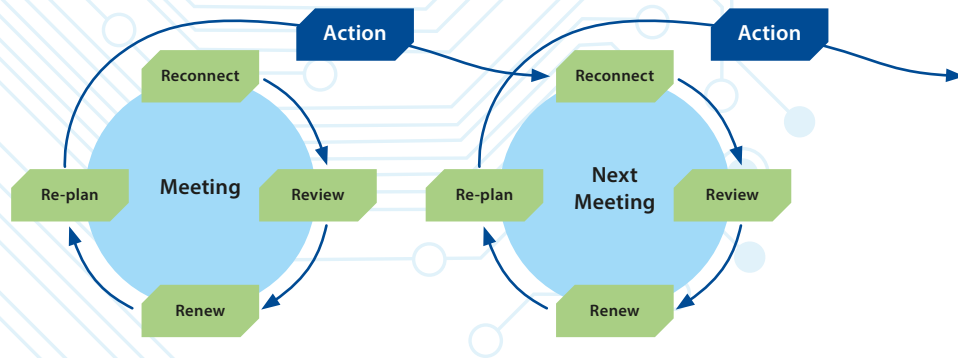 Action
Reconnect
Meeting
Re-plan
Review
Renew
Action
Reconnect
Next
Meeting
Re-plan
Review
Renew